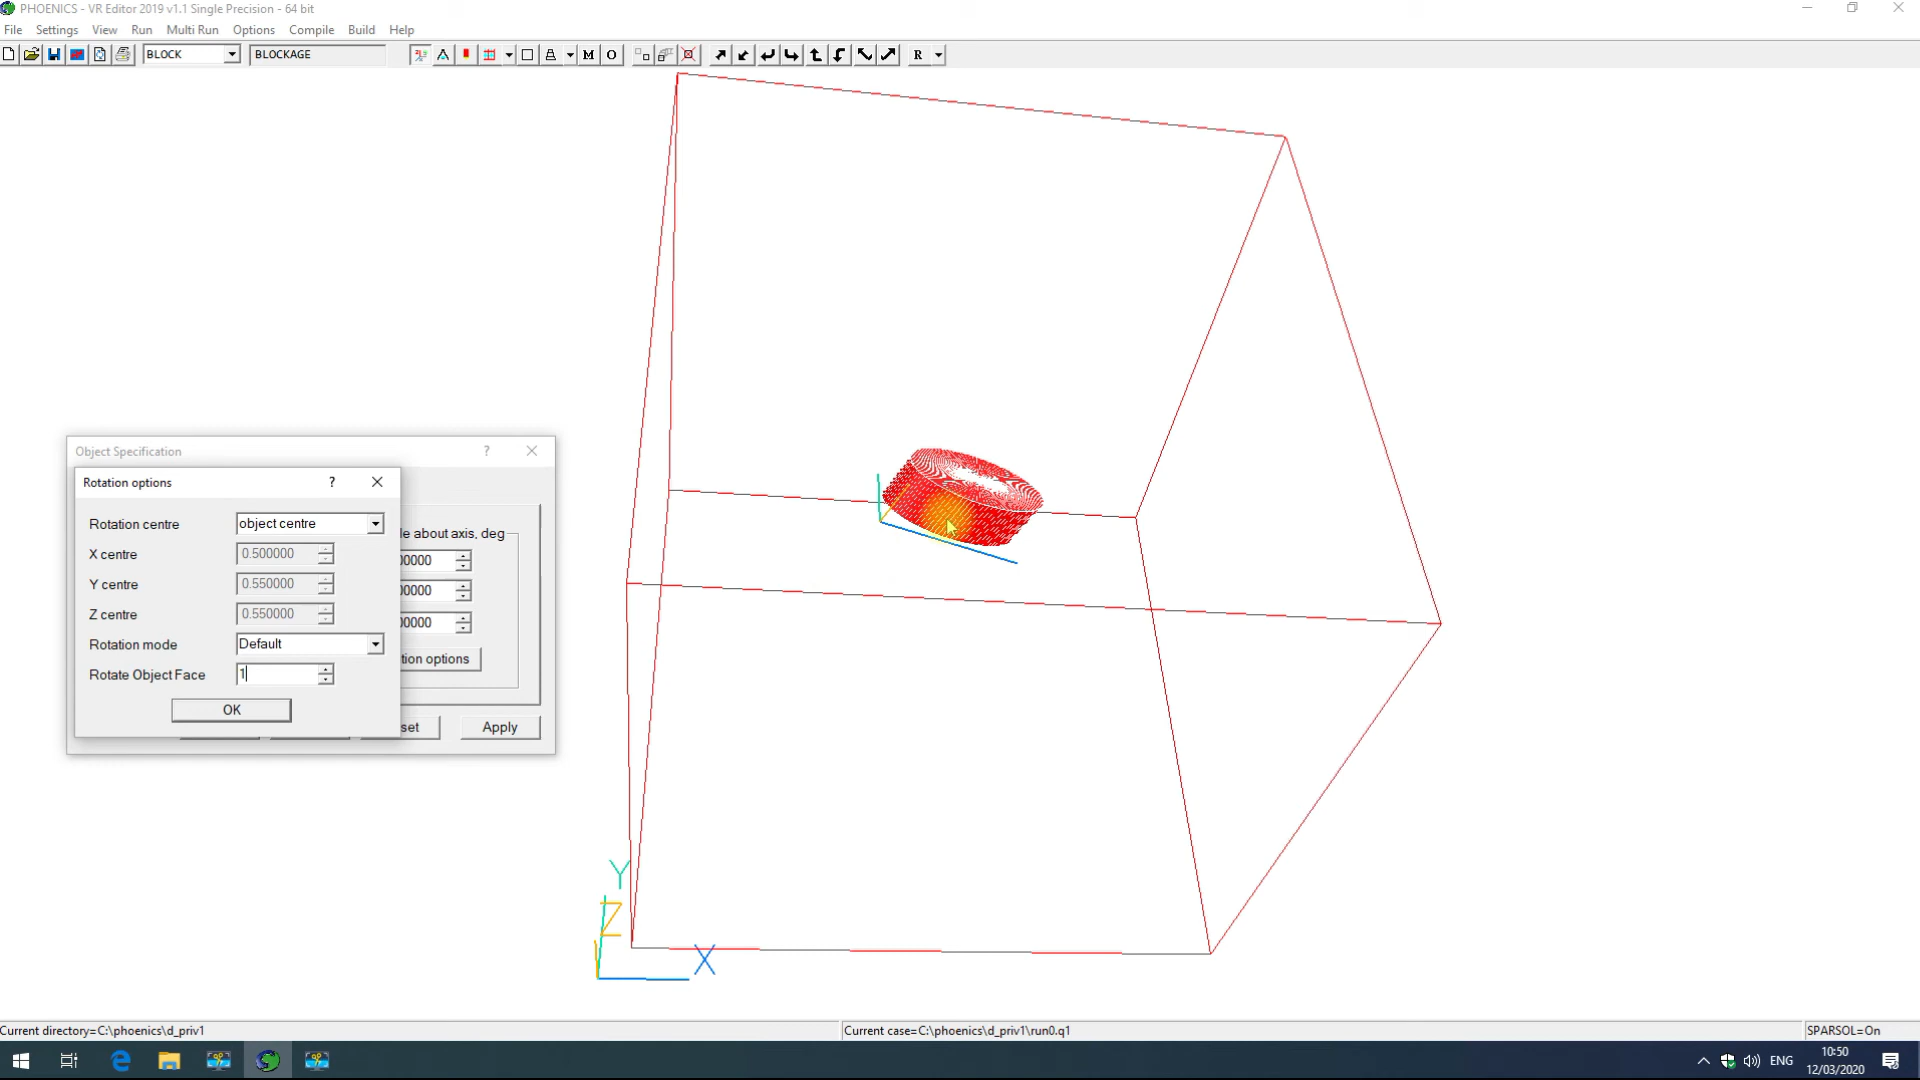 PHOENICS - VR Editor 2019 v1.1 Single Precision - 64 bit
File Settings View Run Multi Run Options Compile Build Help
BLOCK BLOCKAGE M O R
Object Specification ?
Rotation options ?
Rotation centre object centre
le about axis, deg
X centre 0.500000
00000
Y centre 0.550000
00000
Z centre 0.550000
00000
Rotation mode Default
tion options
Rotate Object Face 1
OK
set Apply
Y
Z
X
Current directory=C:\phoenics\d_priv1
Current case=C:\phoenics\d_priv1\run0.q1
SPARSOL=On
ENG
10:50
12/03/2020